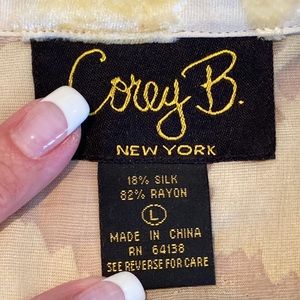 Corey B.
NEW YORK
18% SILK
82% RAYON
L
MADE IN CHINA
RN 64138
SEE REVERSE FOR CARE